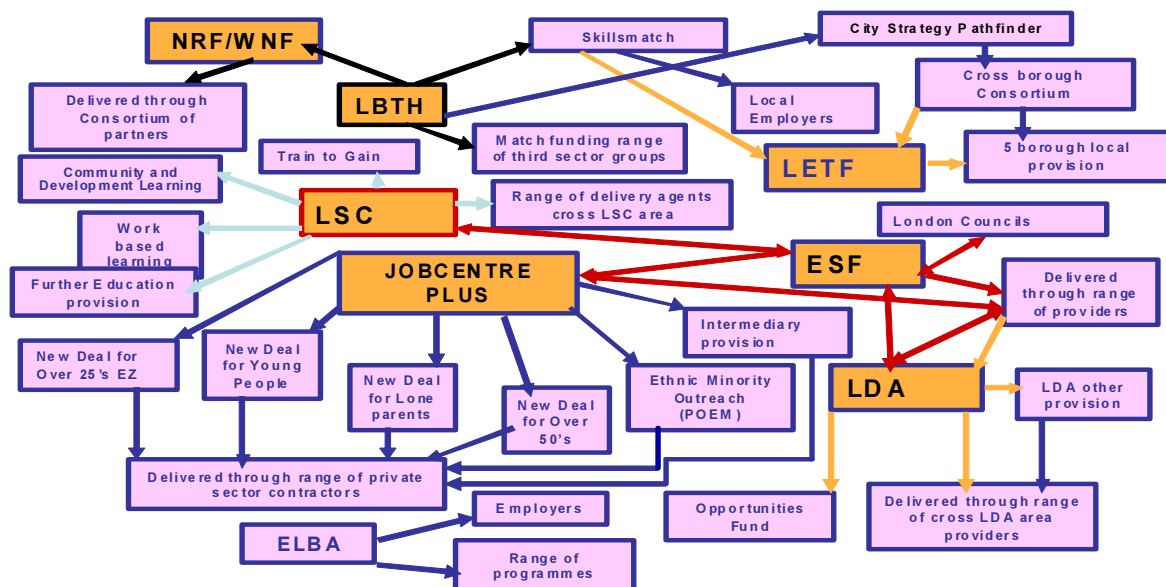 NRF/WNF
Skillsmatch
City Strategy Pathfinder
Delivered through
Consortium of
partners
LBTH
Local
Employers
Cross borough
Consortium
Train to Gain
Match funding range
of third sector groups
LETF
5 borough local
provision
Community and
Development Learning
LSC
Range of delivery agents
cross LSC area
London Councils
Work
based
learning
ESF
Delivered
through range
of providers
Further Education
provision
JOBCENTRE
PLUS
Intermediary
provision
New Deal for
Over 25's EZ
New Deal
for Young
People
New Deal
for Lone
parents
New Deal
for Over
50's
Ethnic Minority
Outreach
(POEM)
LDA
LDA other
provision
Delivered through range of private
sector contractors
Opportunities
Fund
Delivered through range
of cross LDA area
providers
ELBA
Employers
Range of
programmes